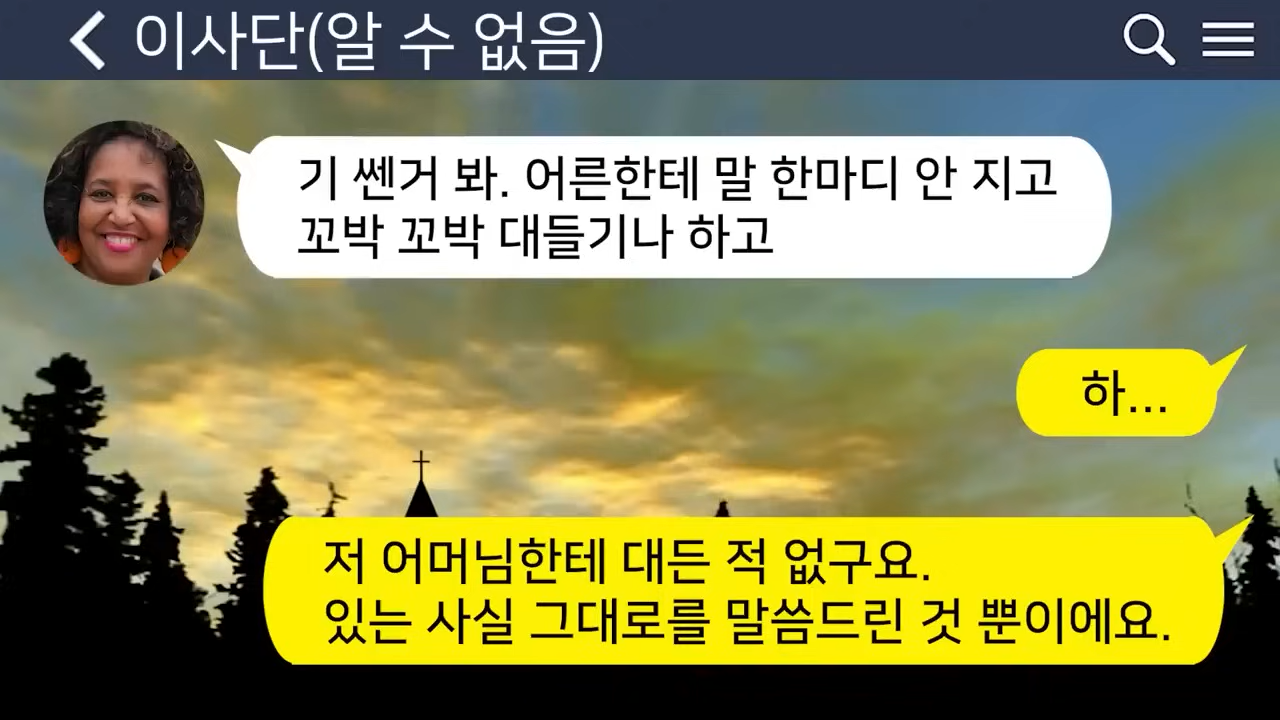 이사단(알 수 없음)
기 쎈거 봐. 어른한테 말 한마디 안 지고
꼬박 꼬박 대들기나 하고
하...
저 어머님한테 대든 적 없구요.
있는 사실 그대로를 말씀드린 것 뿐이에요.